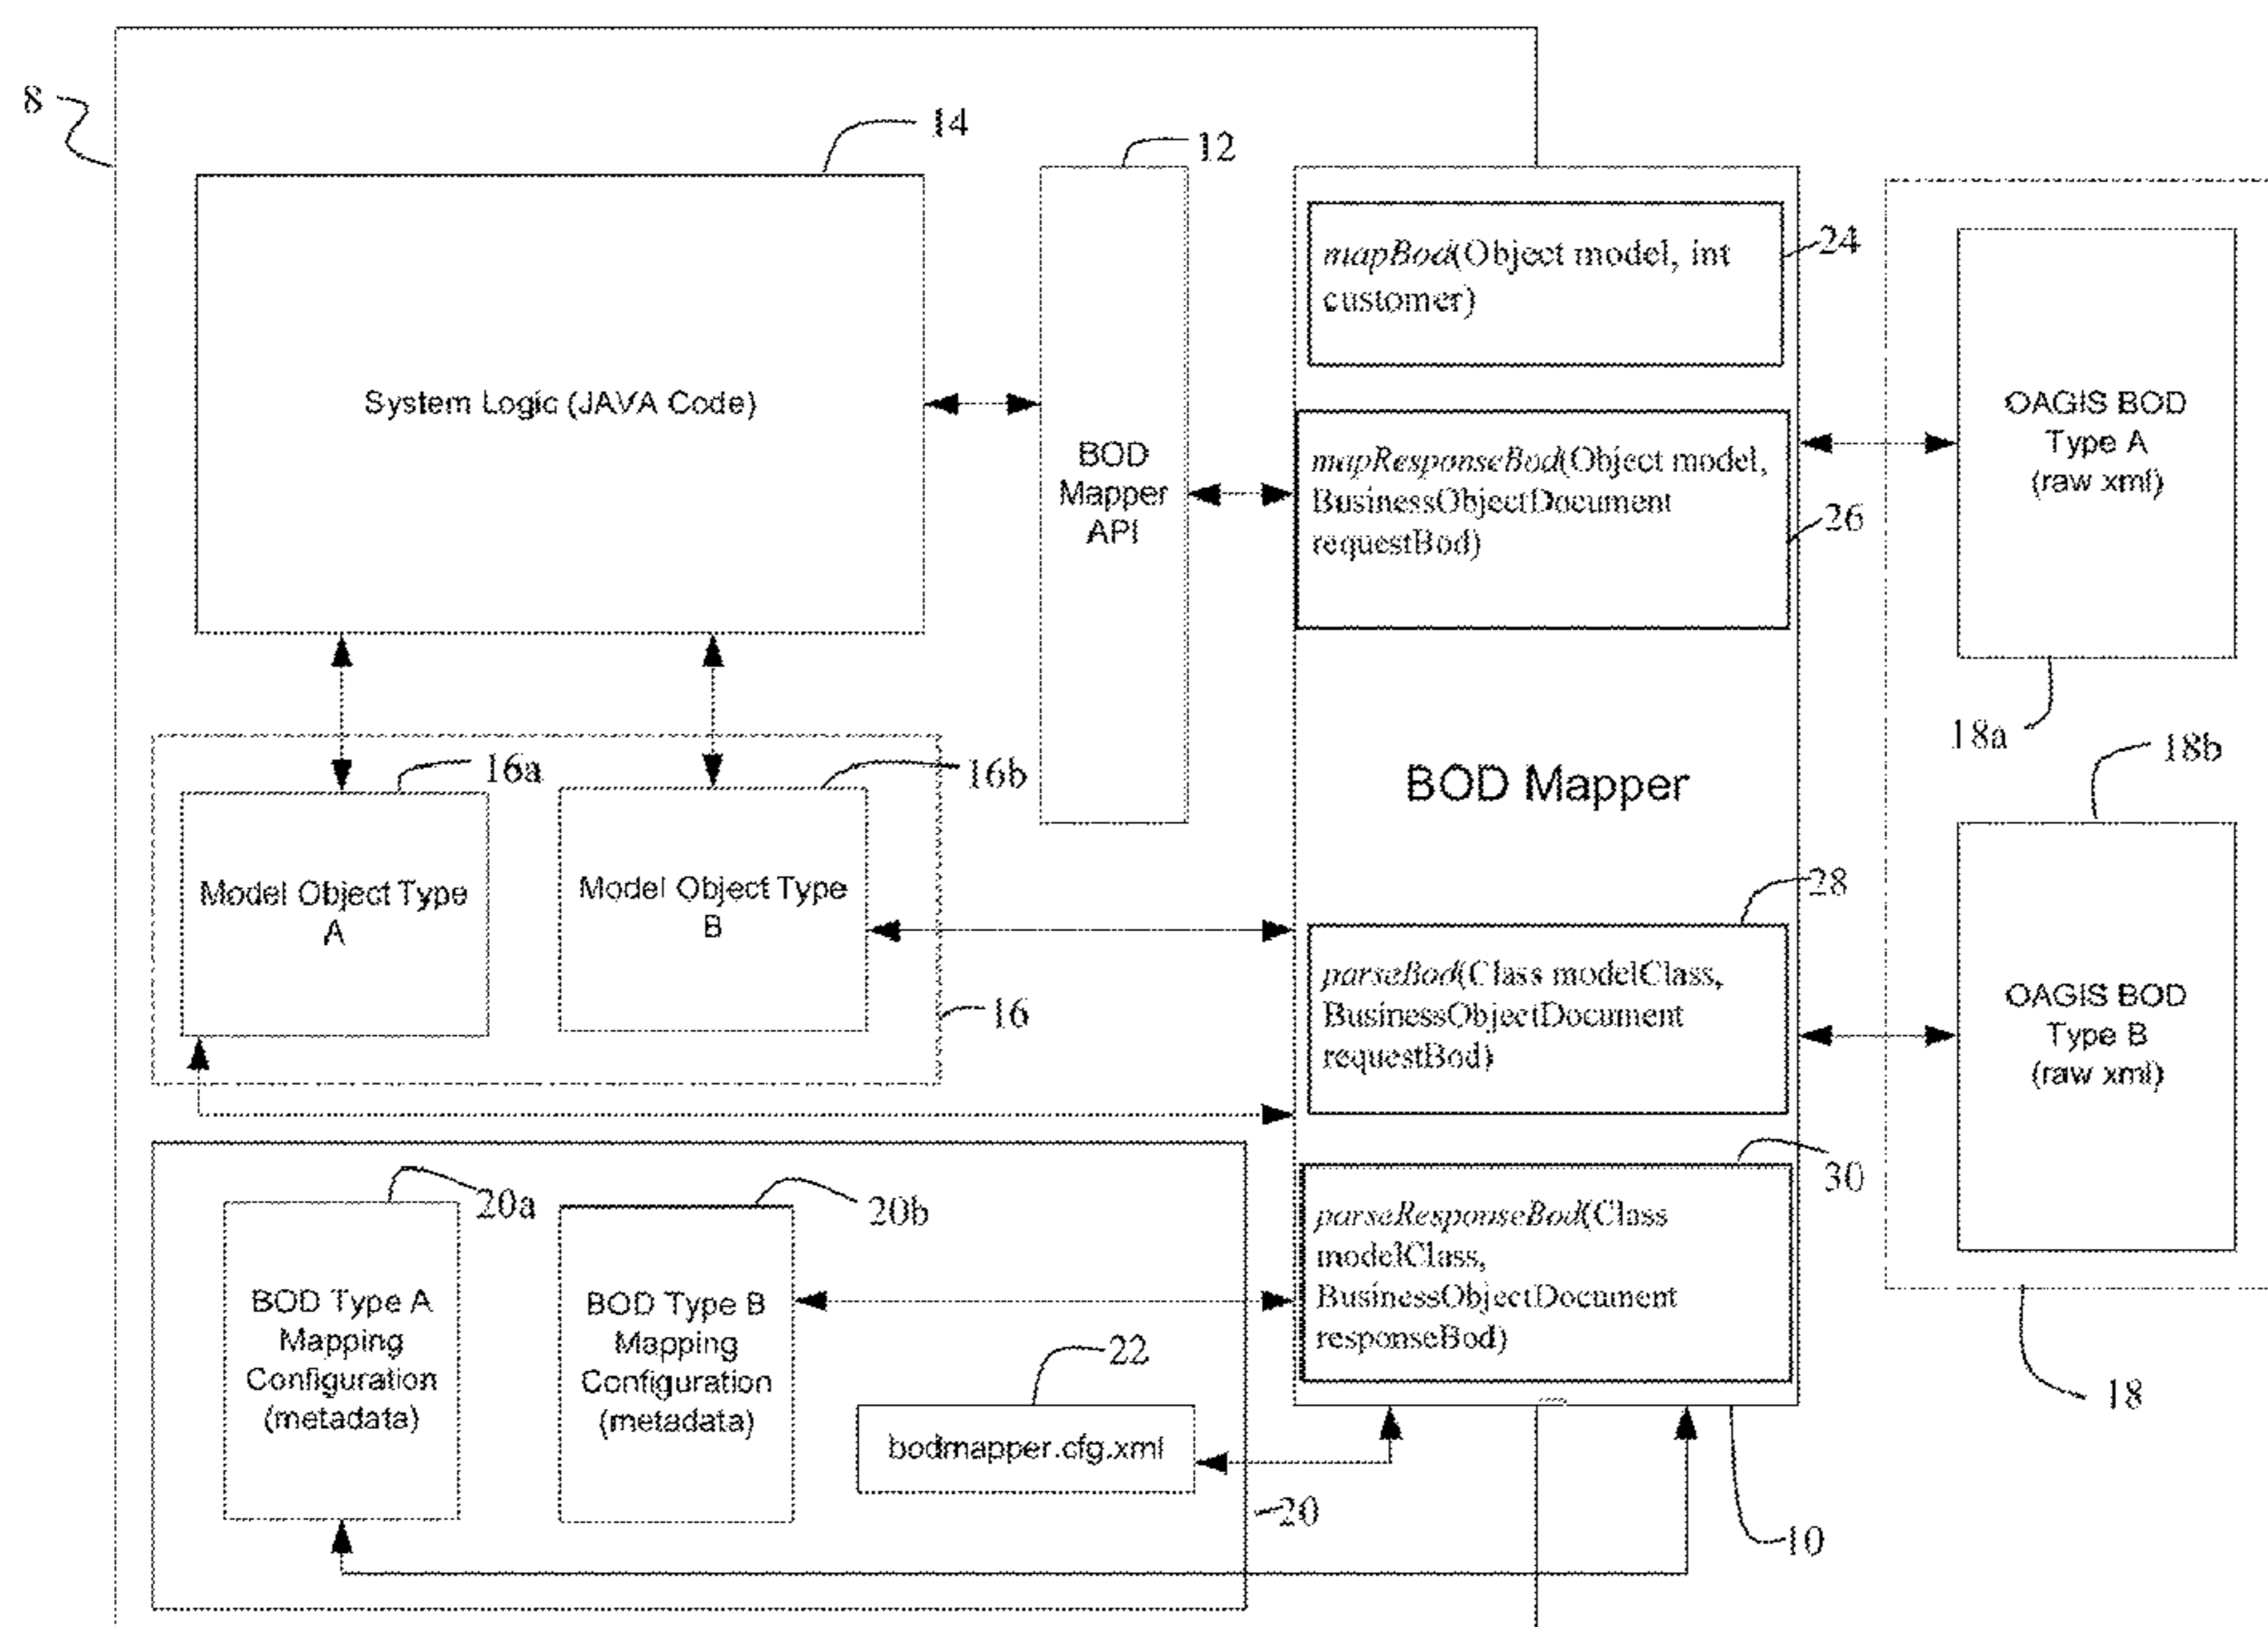 8
14
12
System Logic (JAVA Code)
BOD
Mapper
API
mapBod(Object model, int
customer)
24
mapResponseBod(Object model,
BusinessObjectDocument
requestBod)
26
OAGIS BOD
Type A
(raw xml)
18a
16a
16b
Model Object Type
A
Model Object Type
B
16
BOD Mapper
28
parseBod(Class modelClass,
BusinessObjectDocument
requestBod)
18b
OAGIS BOD
Type B
(raw xml)
18
20a
20b
BOD Type A
Mapping
Configuration
(metadata)
BOD Type B
Mapping
Configuration
(metadata)
22
bodmapper.cfg.xml
20
30
parseResponseBod(Class
modelClass,
BusinessObjectDocument
responseBod)
10